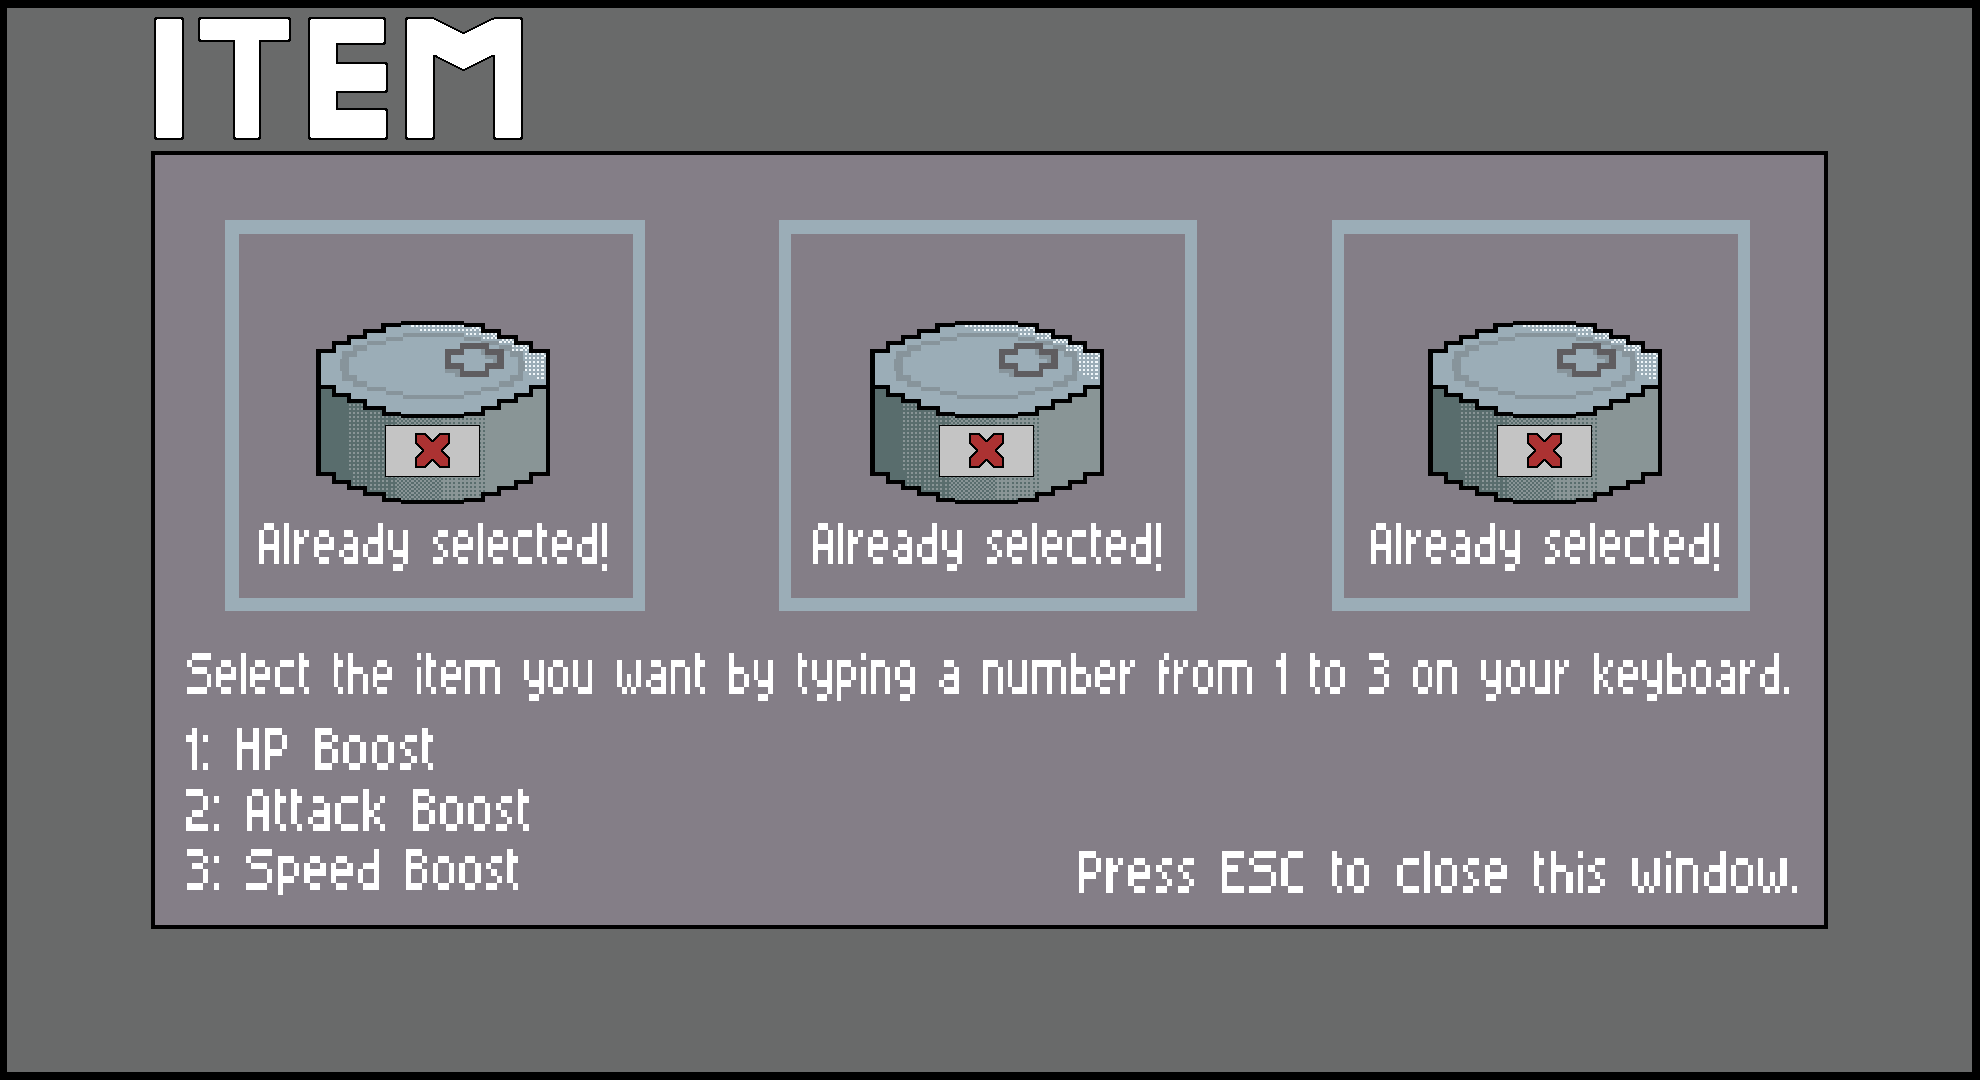 ITEM
Already selected!
Already selected!
Already selected!
Select the item you want by typing a number from 1 to 3 on your keyboard.
1: HP Boost
2: Attack Boost
3: Speed Boost
Press ESC to close this window.